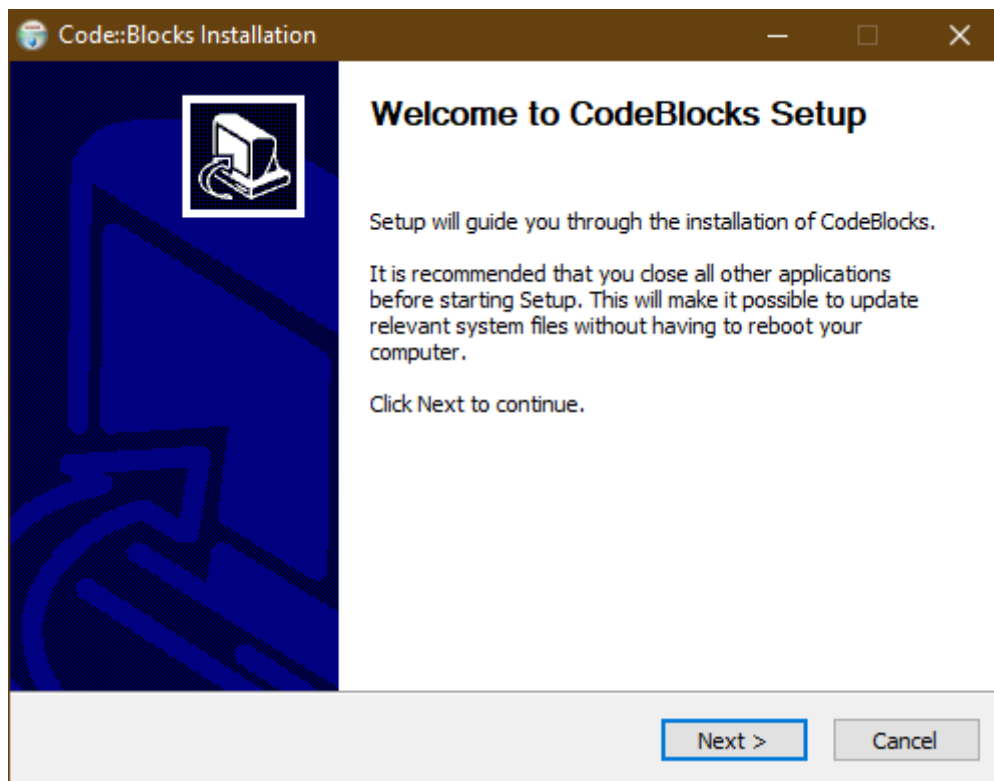 Code::Blocks Installation
Welcome to CodeBlocks Setup
Setup will guide you through the installation of CodeBlocks.
It is recommended that you close all other applications
before starting Setup. This will make it possible to update
relevant system files without having to reboot your
computer.
Click Next to continue.
Next >
Cancel